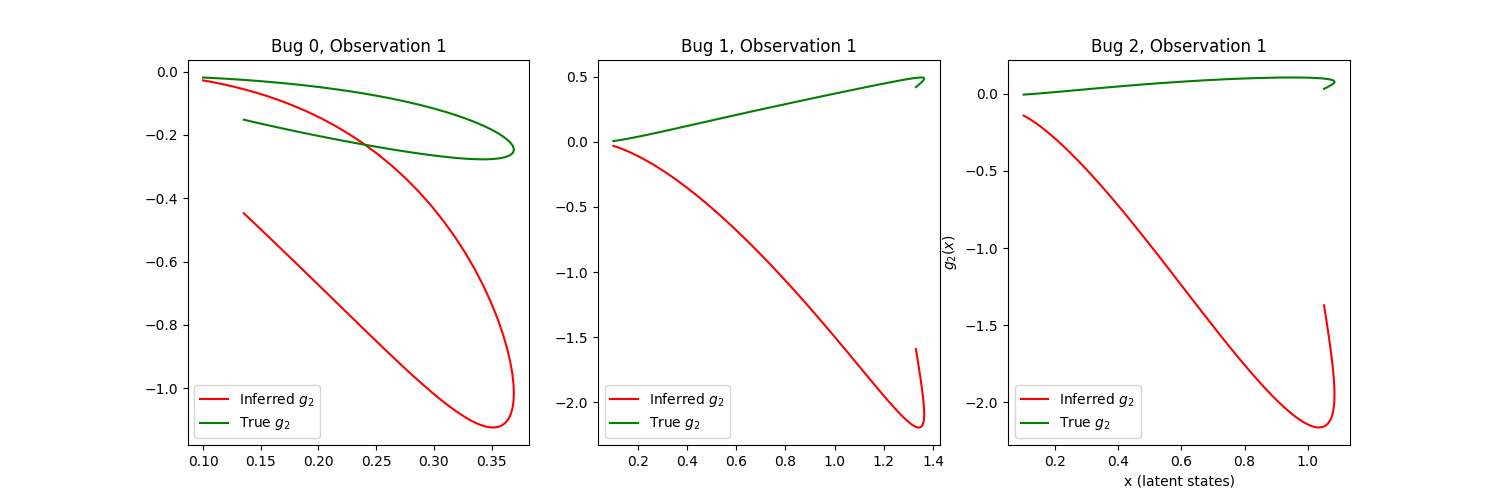 Bug 0, Observation 1
0.0
−0.2
−0.4
−0.6
−0.8
−1.0
0.10 0.15 0.20 0.25 0.30 0.35
Inferred g₂
True g₂
Bug 1, Observation 1
0.5
0.0
−0.5
−1.0
−1.5
−2.0
0.2 0.4 0.6 0.8 1.0 1.2 1.4
Inferred g₂
True g₂
Bug 2, Observation 1
g₂(x)
0.0
−0.5
−1.0
−1.5
−2.0
0.2 0.4 0.6 0.8 1.0
x (latent states)
Inferred g₂
True g₂